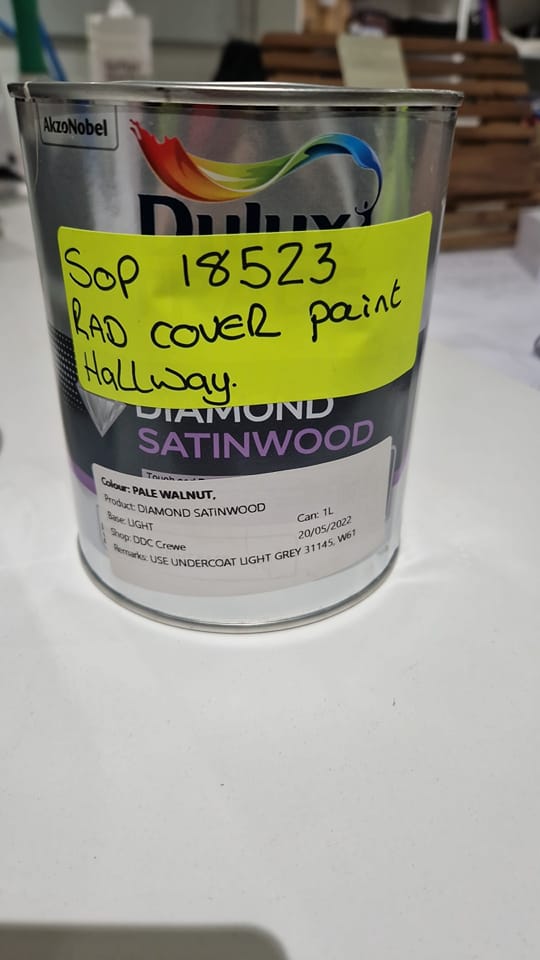 AkzoNobel
Dulux
SOP 18523
RAD COVER paint
Hallway.
DIAMOND
SATINWOOD
Colour: PALE WALNUT,
Product: DIAMOND SATINWOOD
Base: LIGHT Can: 1L
Shop: DDC Crewe 20/05/2022
Remarks: USE UNDERCOAT LIGHT GREY 31145, W61